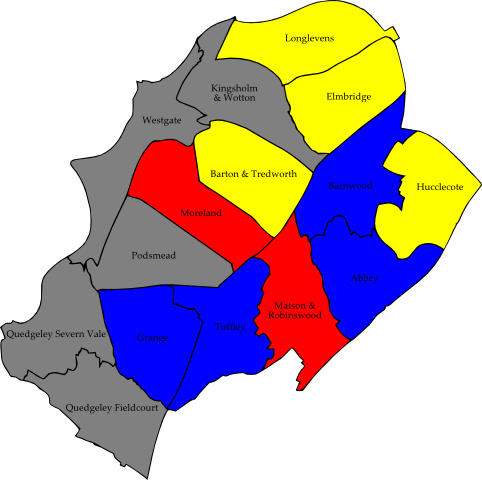 Longlevens
Kingsholm
& Wotton
Elmbridge
Westgate
Barton & Tredworth
Barnwood
Hucclecote
Moreland
Podsmead
Abbey
Matson &
Robinswood
Quedgeley Severn Vale
Grange
Tuffley
Quedgeley Fieldcourt